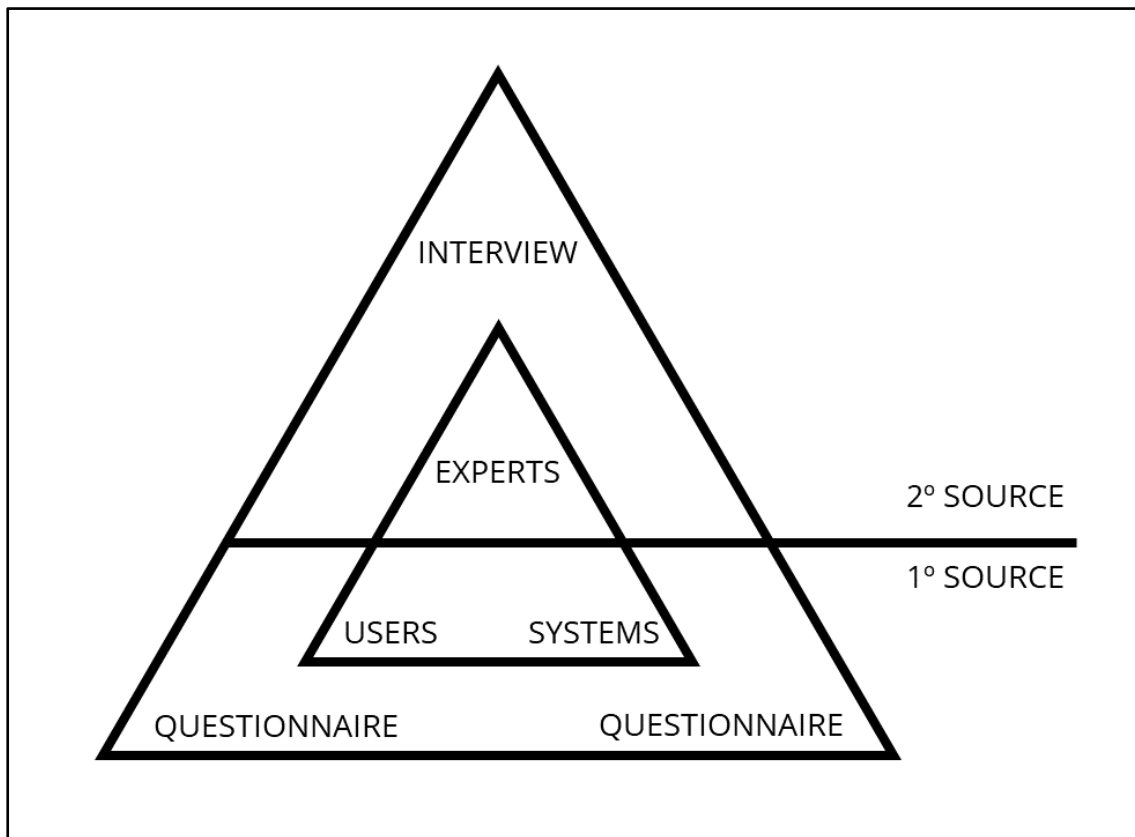 INTERVIEW
EXPERTS
2º SOURCE
1º SOURCE
USERS SYSTEMS
QUESTIONNAIRE QUESTIONNAIRE